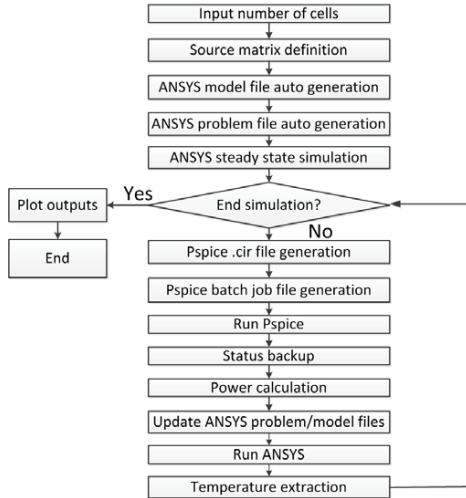 Input number of cells
Source matrix definition
ANSYS model file auto generation
ANSYS problem file auto generation
ANSYS steady state simulation
Yes
Plot outputs
End simulation?
End
No
Pspice .cir file generation
Pspice batch job file generation
Run Pspice
Status backup
Power calculation
Update ANSYS problem/model files
Run ANSYS
Temperature extraction